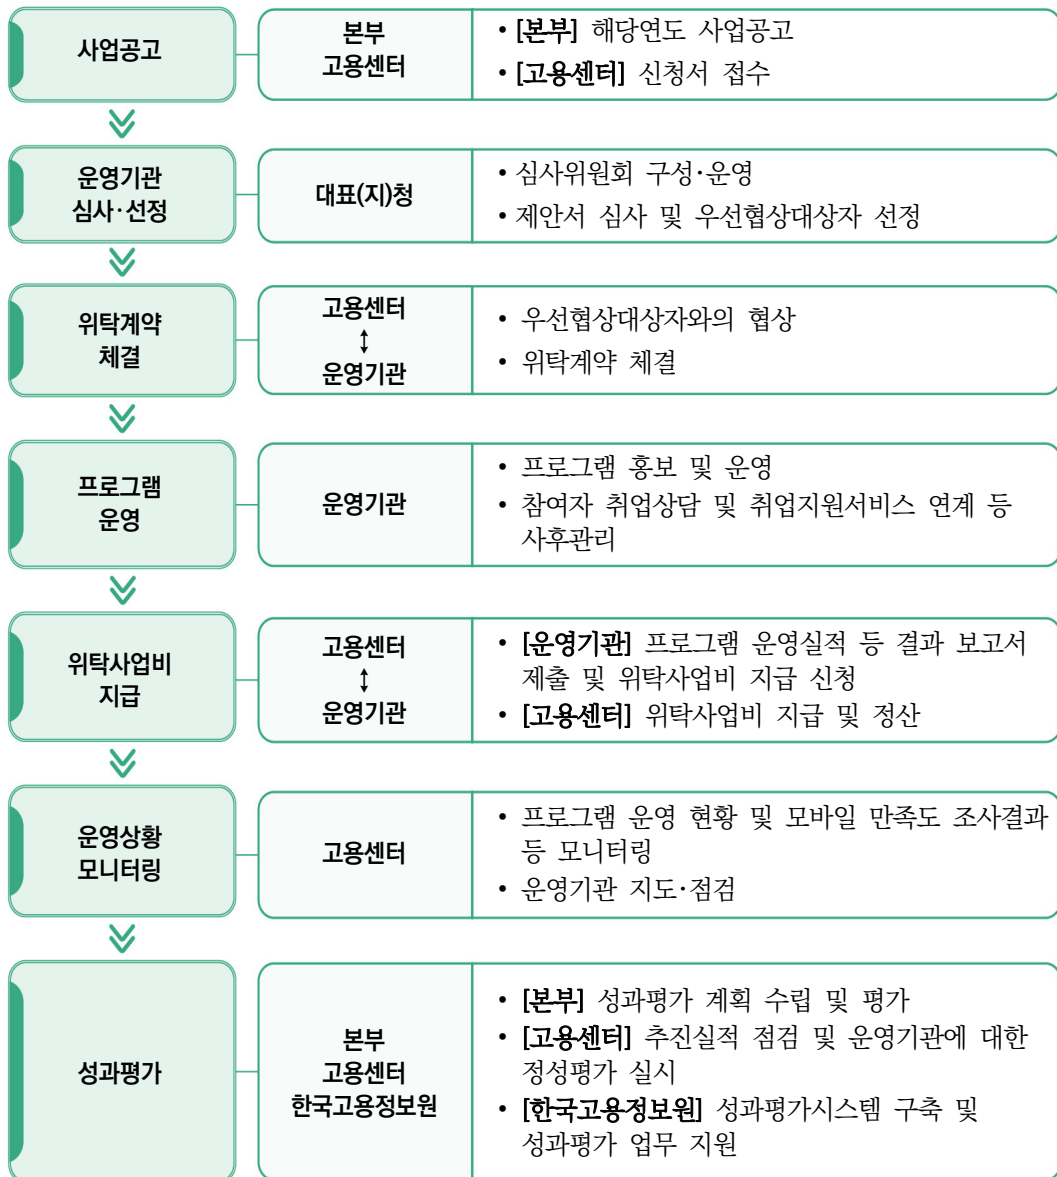 사업공고
본부
고용센터
• [본부] 해당연도 사업공고
• [고용센터] 신청서 접수
운영기관
심사·선정
대표(지)청
• 심사위원회 구성·운영
• 제안서 심사 및 우선협상대상자 선정
위탁계약
체결
고용센터
↕
운영기관
• 우선협상대상자와의 협상
• 위탁계약 체결
프로그램
운영
운영기관
• 프로그램 홍보 및 운영
• 참여자 취업상담 및 취업지원서비스 연계 등
사후관리
위탁사업비
지급
고용센터
↕
운영기관
• [운영기관] 프로그램 운영실적 등 결과 보고서
제출 및 위탁사업비 지급 신청
• [고용센터] 위탁사업비 지급 및 정산
운영상황
모니터링
고용센터
• 프로그램 운영 현황 및 모바일 만족도 조사결과
등 모니터링
• 운영기관 지도·점검
성과평가
본부
고용센터
한국고용정보원
• [본부] 성과평가 계획 수립 및 평가
• [고용센터] 추진실적 점검 및 운영기관에 대한
정성평가 실시
• [한국고용정보원] 성과평가시스템 구축 및
성과평가 업무 지원